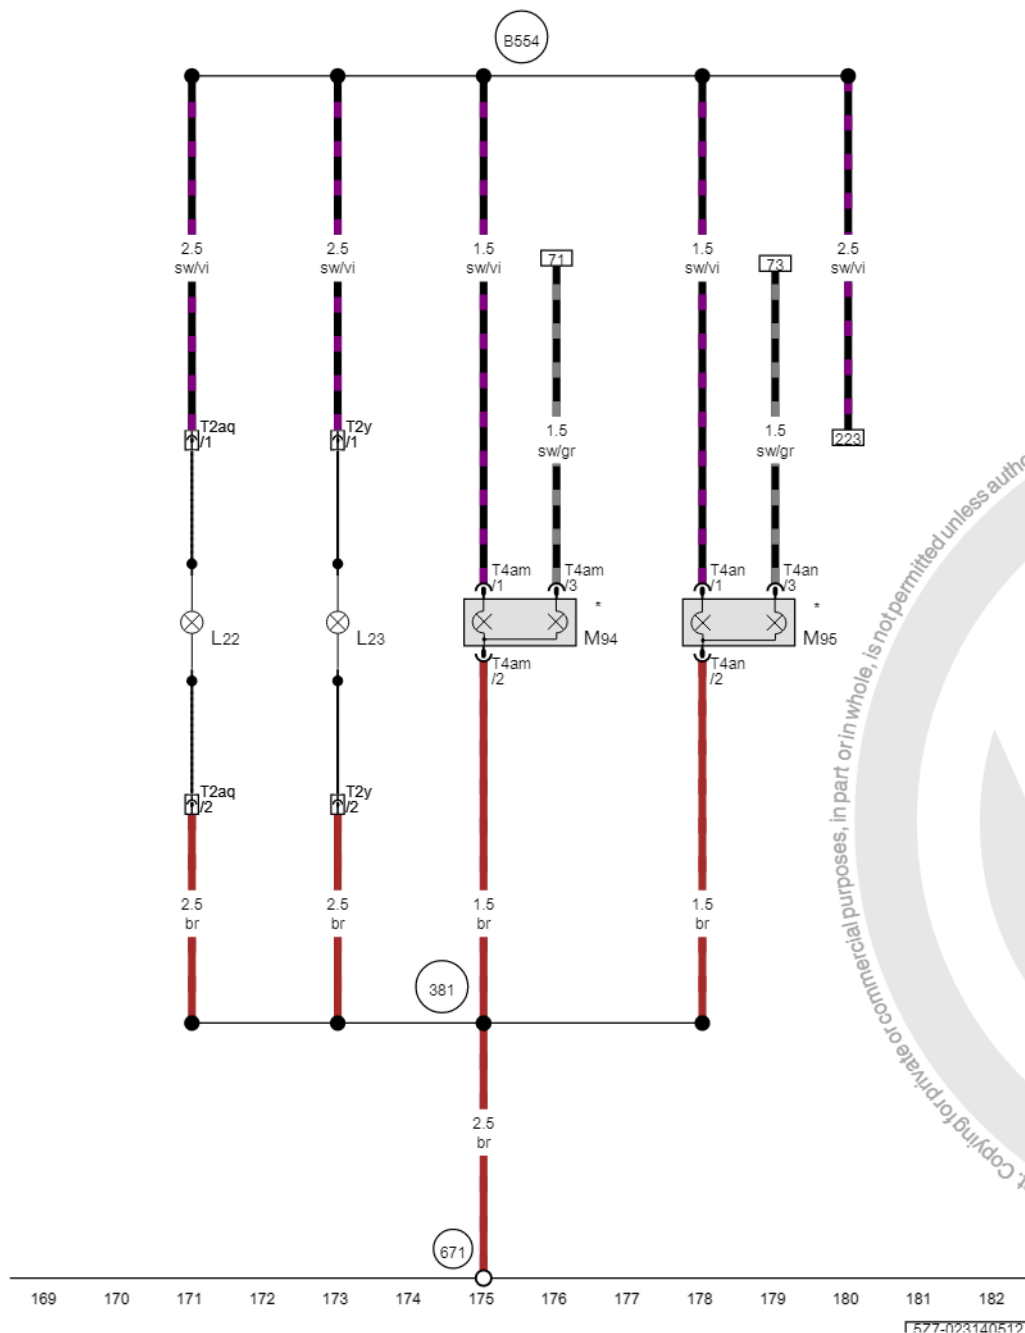 B554
2.5
sw/vi
2.5
sw/vi
1.5
sw/vi
71
1.5
sw/vi
73
2.5
sw/vi
T2aq
/1
T2y
/1
1.5
sw/gr
1.5
sw/gr
223
T4am
/1
T4am
/3
T4an
/1
T4an
/3
*
*
L22
L23
M94
M95
T4am
/2
T4an
/2
T2aq
/2
T2y
/2
2.5
br
2.5
br
1.5
br
1.5
br
381
2.5
br
671
169 170 171 172 173 174 175 176 177 178 179 180 181 182
577-023140512
t. Copying for private or commercial purposes, in part or in whole, is not permitted unless autho